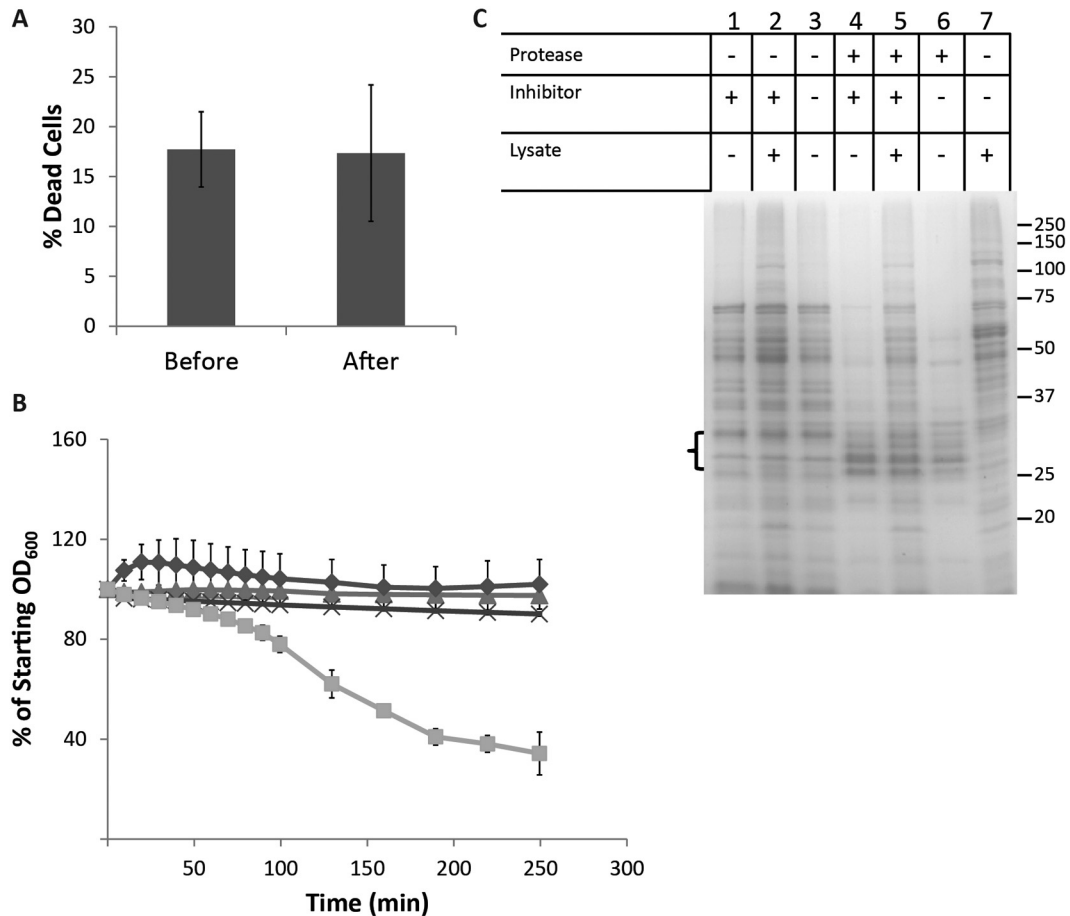 A
30
25
20
15
10
5
0
% Dead Cells
Before
After
B
160
120
80
40
% of Starting OD600
50
100
150
200
250
300
Time (min)
C
1 2 3 4 5 6 7
Protease - - - + + + -
Inhibitor + + - + + - -
Lysate - + - - + - +
250
150
100
75
50
37
25
20